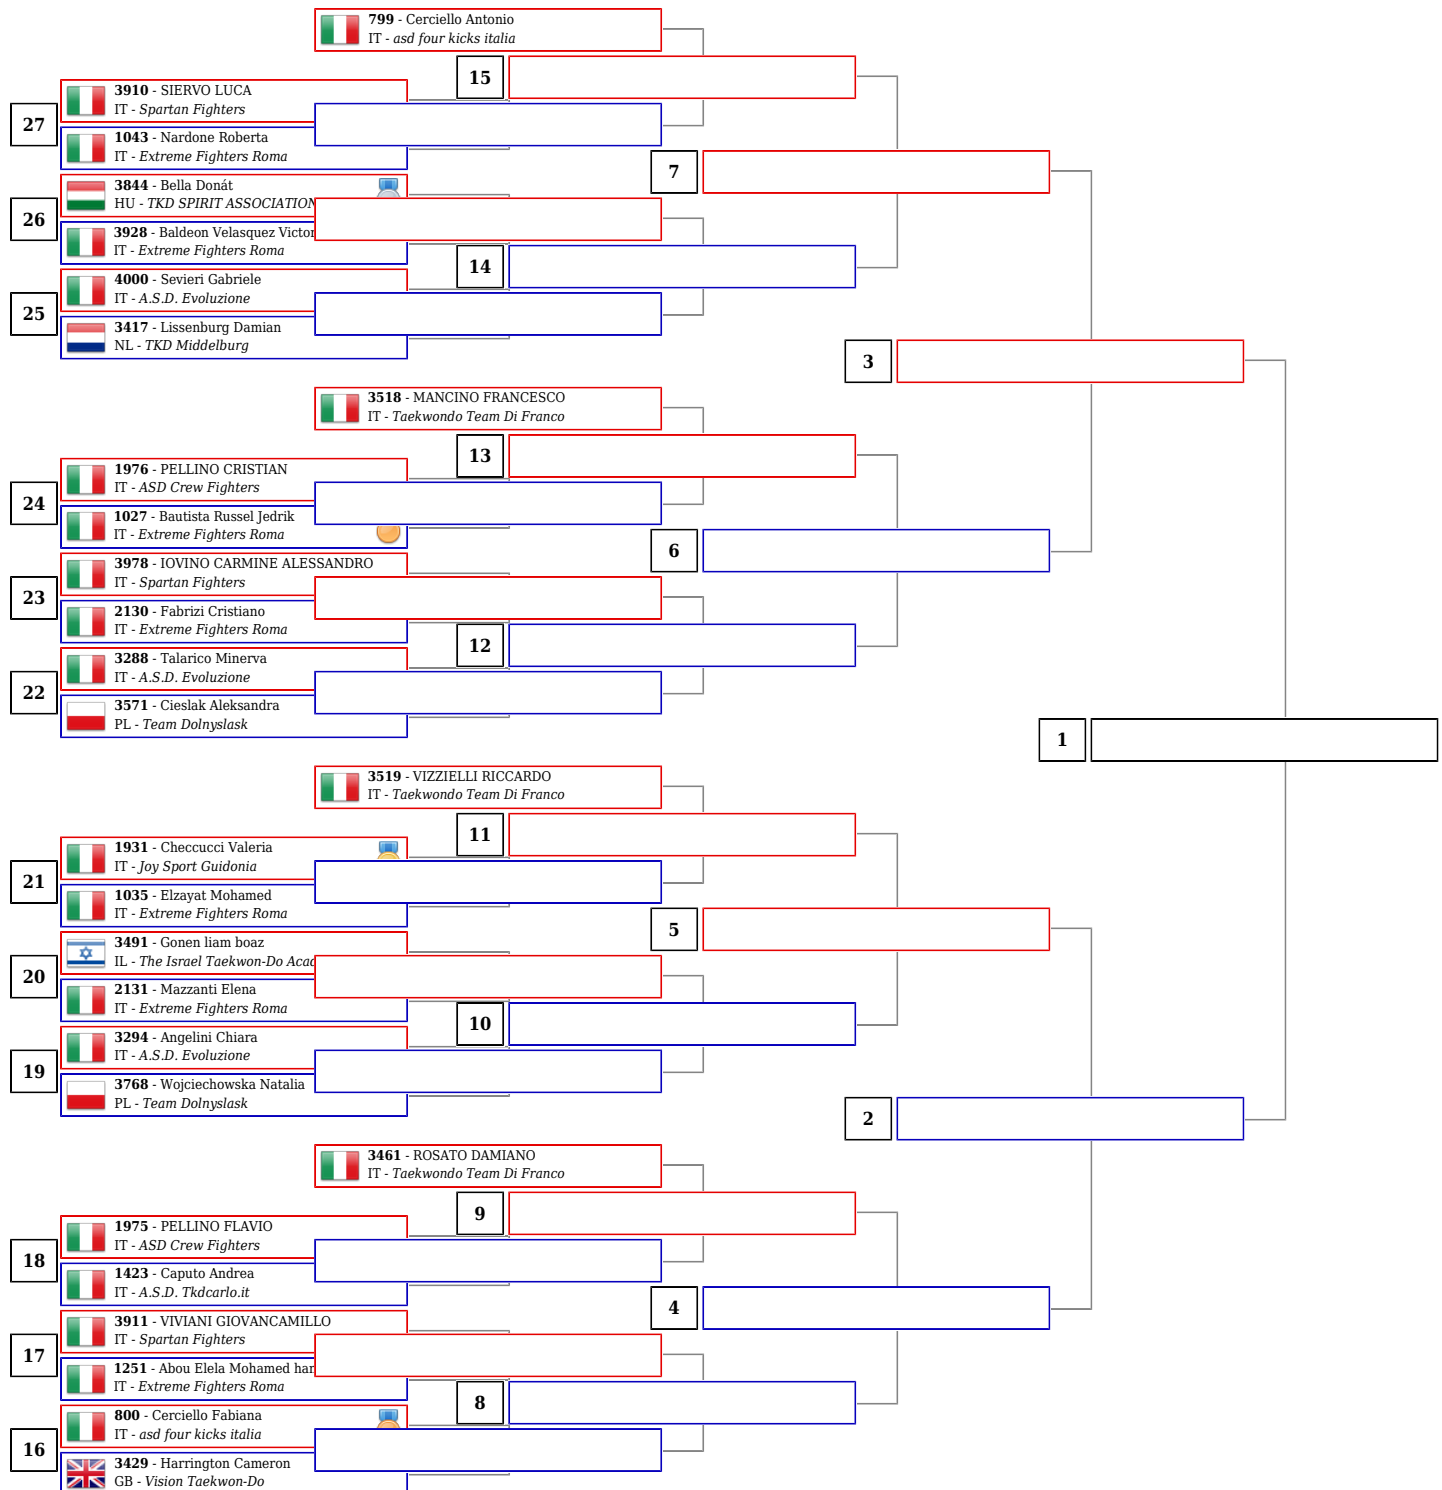 799 - Cerciello Antonio
IT - asd four kicks italia
15
27
3910 - SIERVO LUCA
IT - Spartan Fighters
1043 - Nardone Roberta
IT - Extreme Fighters Roma
7
26
3844 - Bella Donát
HU - TKD SPIRIT ASSOCIATION
3928 - Baldeon Velasquez Victor
IT - Extreme Fighters Roma
14
25
4000 - Sevieri Gabriele
IT - A.S.D. Evoluzione
3417 - Lissenburg Damian
NL - TKD Middelburg
3
3518 - MANCINO FRANCESCO
IT - Taekwondo Team Di Franco
13
24
1976 - PELLINO CRISTIAN
IT - ASD Crew Fighters
1027 - Bautista Russel Jedrik
IT - Extreme Fighters Roma
6
23
3978 - IOVINO CARMINE ALESSANDRO
IT - Spartan Fighters
2130 - Fabrizi Cristiano
IT - Extreme Fighters Roma
12
22
3288 - Talarico Minerva
IT - A.S.D. Evoluzione
3571 - Cieslak Aleksandra
PL - Team Dolnyslask
1
3519 - VIZZIELLI RICCARDO
IT - Taekwondo Team Di Franco
11
21
1931 - Checcucci Valeria
IT - Joy Sport Guidonia
1035 - Elzayat Mohamed
IT - Extreme Fighters Roma
5
20
3491 - Gonen liam boaz
IL - The Israel Taekwon-Do Acad
2131 - Mazzanti Elena
IT - Extreme Fighters Roma
10
19
3294 - Angelini Chiara
IT - A.S.D. Evoluzione
3768 - Wojciechowska Natalia
PL - Team Dolnyslask
2
3461 - ROSATO DAMIANO
IT - Taekwondo Team Di Franco
9
18
1975 - PELLINO FLAVIO
IT - ASD Crew Fighters
1423 - Caputo Andrea
IT - A.S.D. Tkdcarlo.it
4
17
3911 - VIVIANI GIOVANCAMILLO
IT - Spartan Fighters
1251 - Abou Elela Mohamed han
IT - Extreme Fighters Roma
8
16
800 - Cerciello Fabiana
IT - asd four kicks italia
3429 - Harrington Cameron
GB - Vision Taekwon-Do